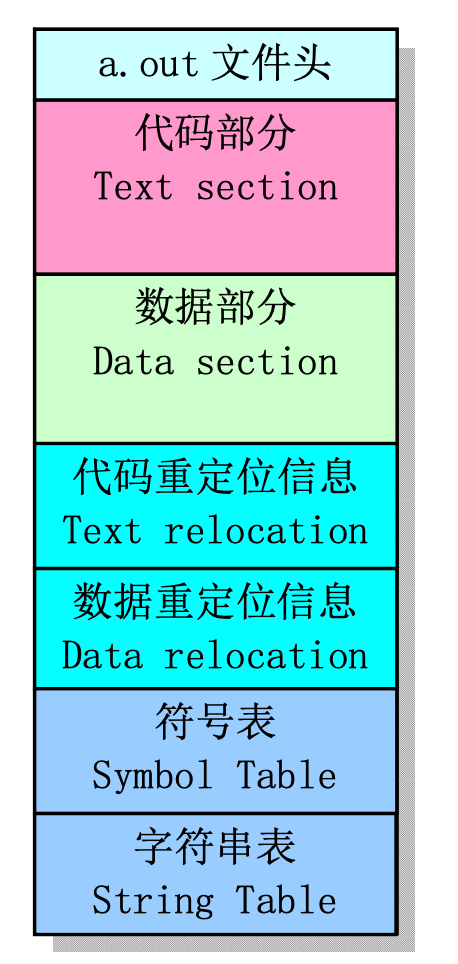 a.out 文件头
代码部分
Text section
数据部分
Data section
代码重定位信息
Text relocation
数据重定位信息
Data relocation
符号表
Symbol Table
字符串表
String Table